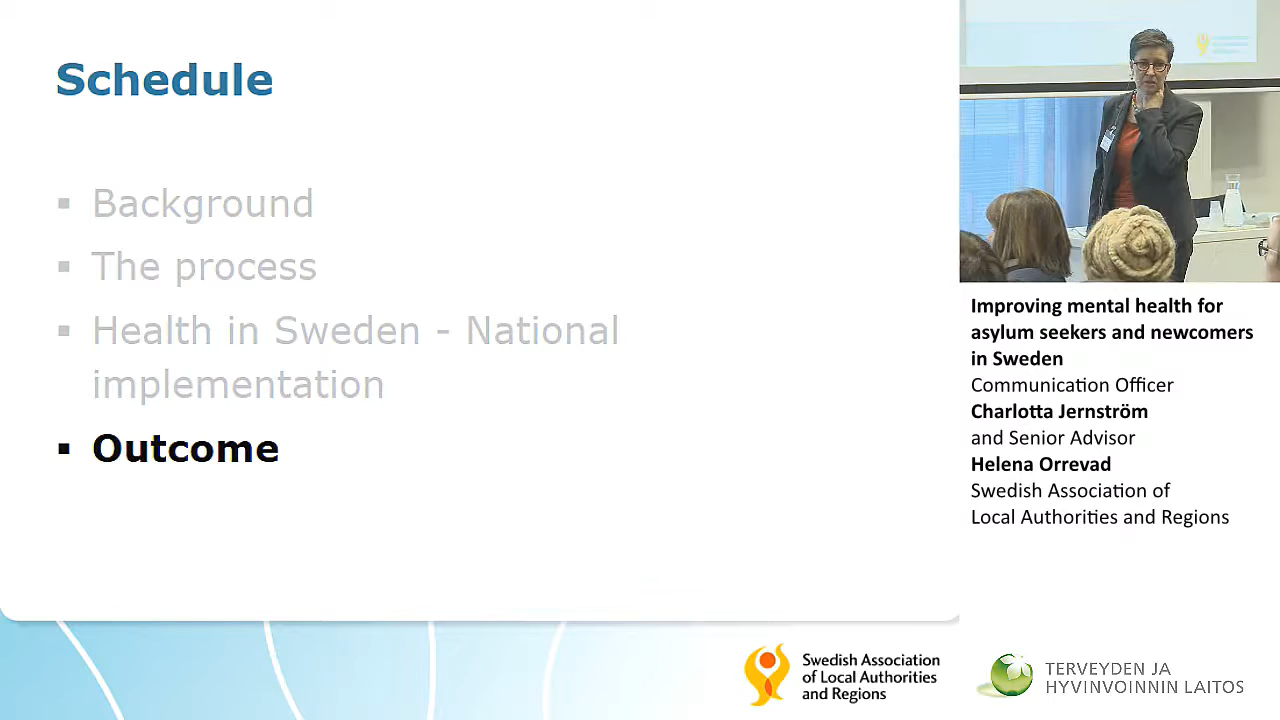 Schedule
▪ Background
▪ The process
▪ Health in Sweden - National
implementation
▪ Outcome
Improving mental health for
asylum seekers and newcomers
in Sweden
Communication Officer
Charlotta Jernström
and Senior Advisor
Helena Orrevad
Swedish Association of
Local Authorities and Regions
Swedish Association
of Local Authorities
and Regions
TERVEYDEN JA
HYVINVOINNIN LAITOS